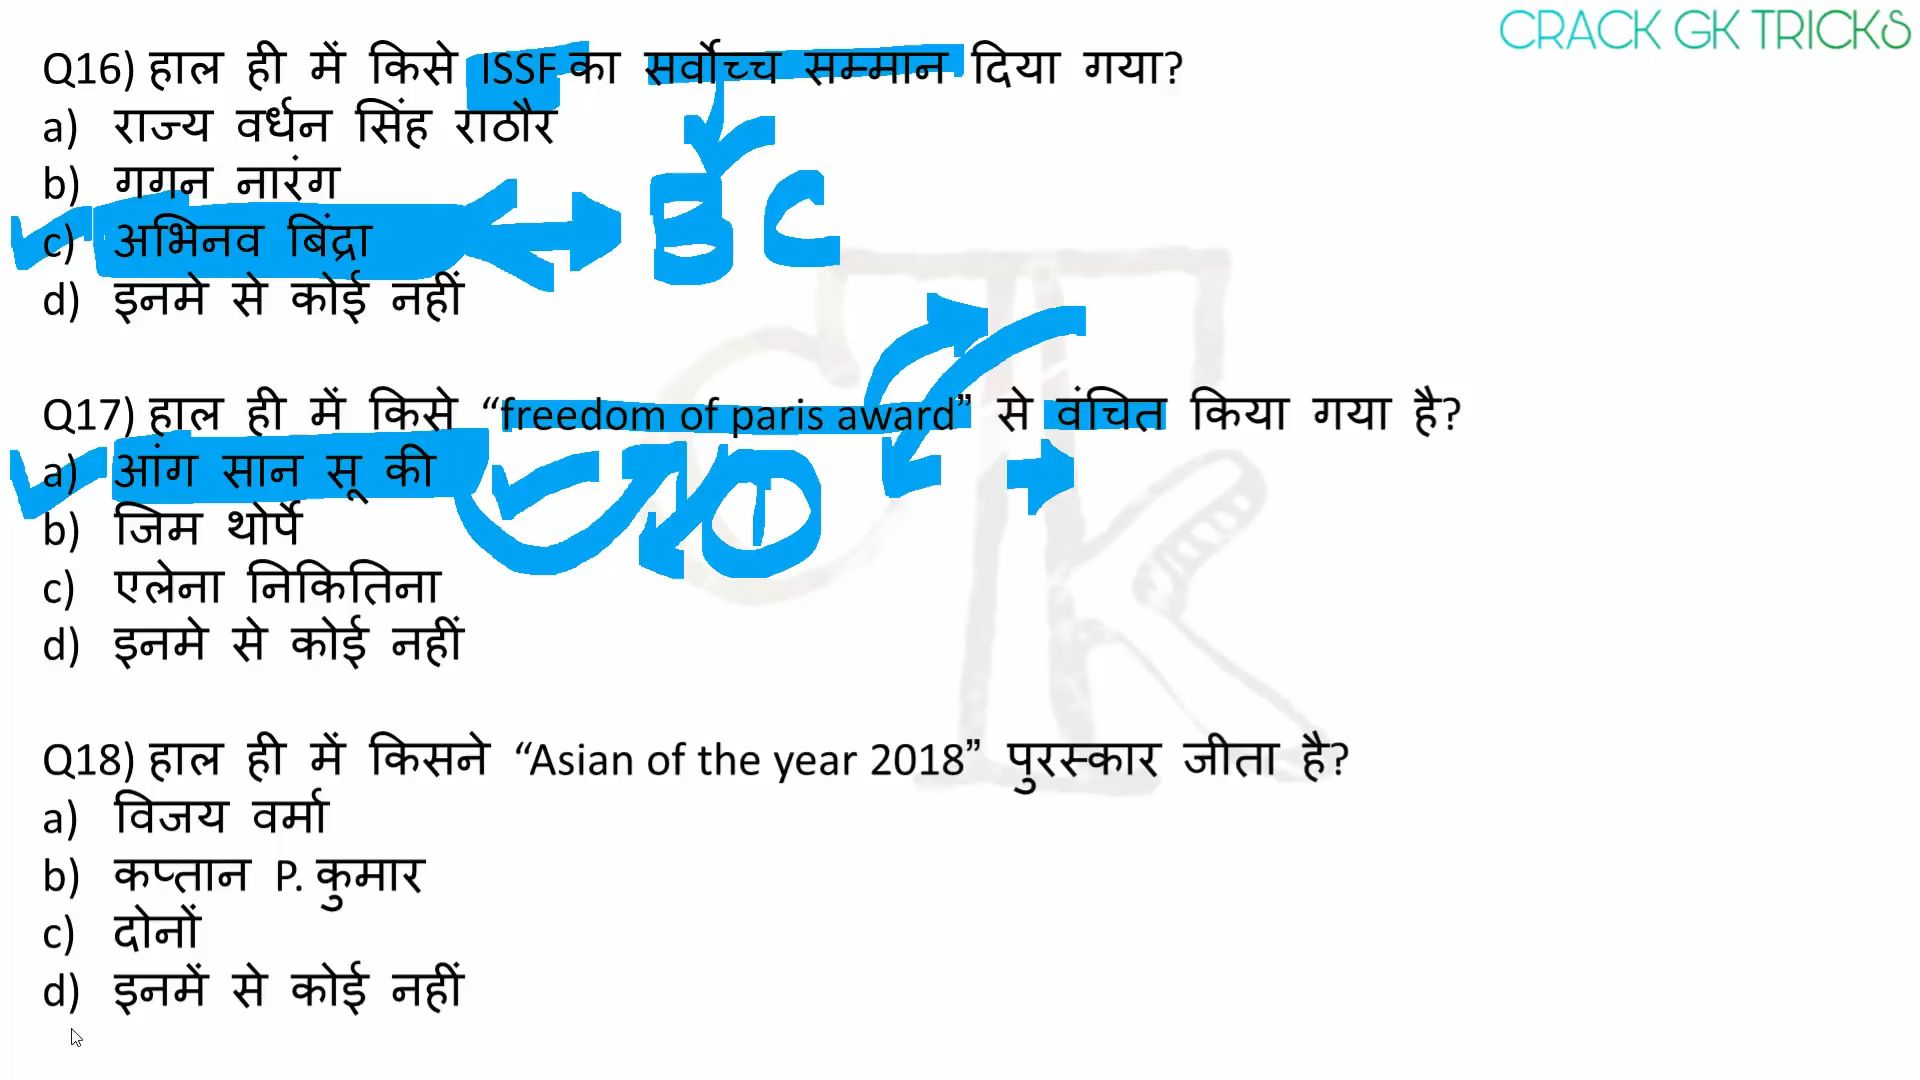 CRACK GK TRICKS
Q16) हाल ही में किसे ISSF का सर्वोच्च सम्मान दिया गया?
a) राज्य वर्धन सिंह राठौर
b) गगन नारंग
c) अभिनव बिंद्रा
B C
d) इनमे से कोई नहीं
Q17) हाल ही में किसे “freedom of paris award” से वंचित किया गया है?
a) आंग सान सू की
b) जिम थोर्पे
c) एलेना निकितिना
d) इनमे से कोई नहीं
Q18) हाल ही में किसने “Asian of the year 2018” पुरस्कार जीता है?
a) विजय वर्मा
b) कप्तान P. कुमार
c) दोनों
d) इनमें से कोई नहीं